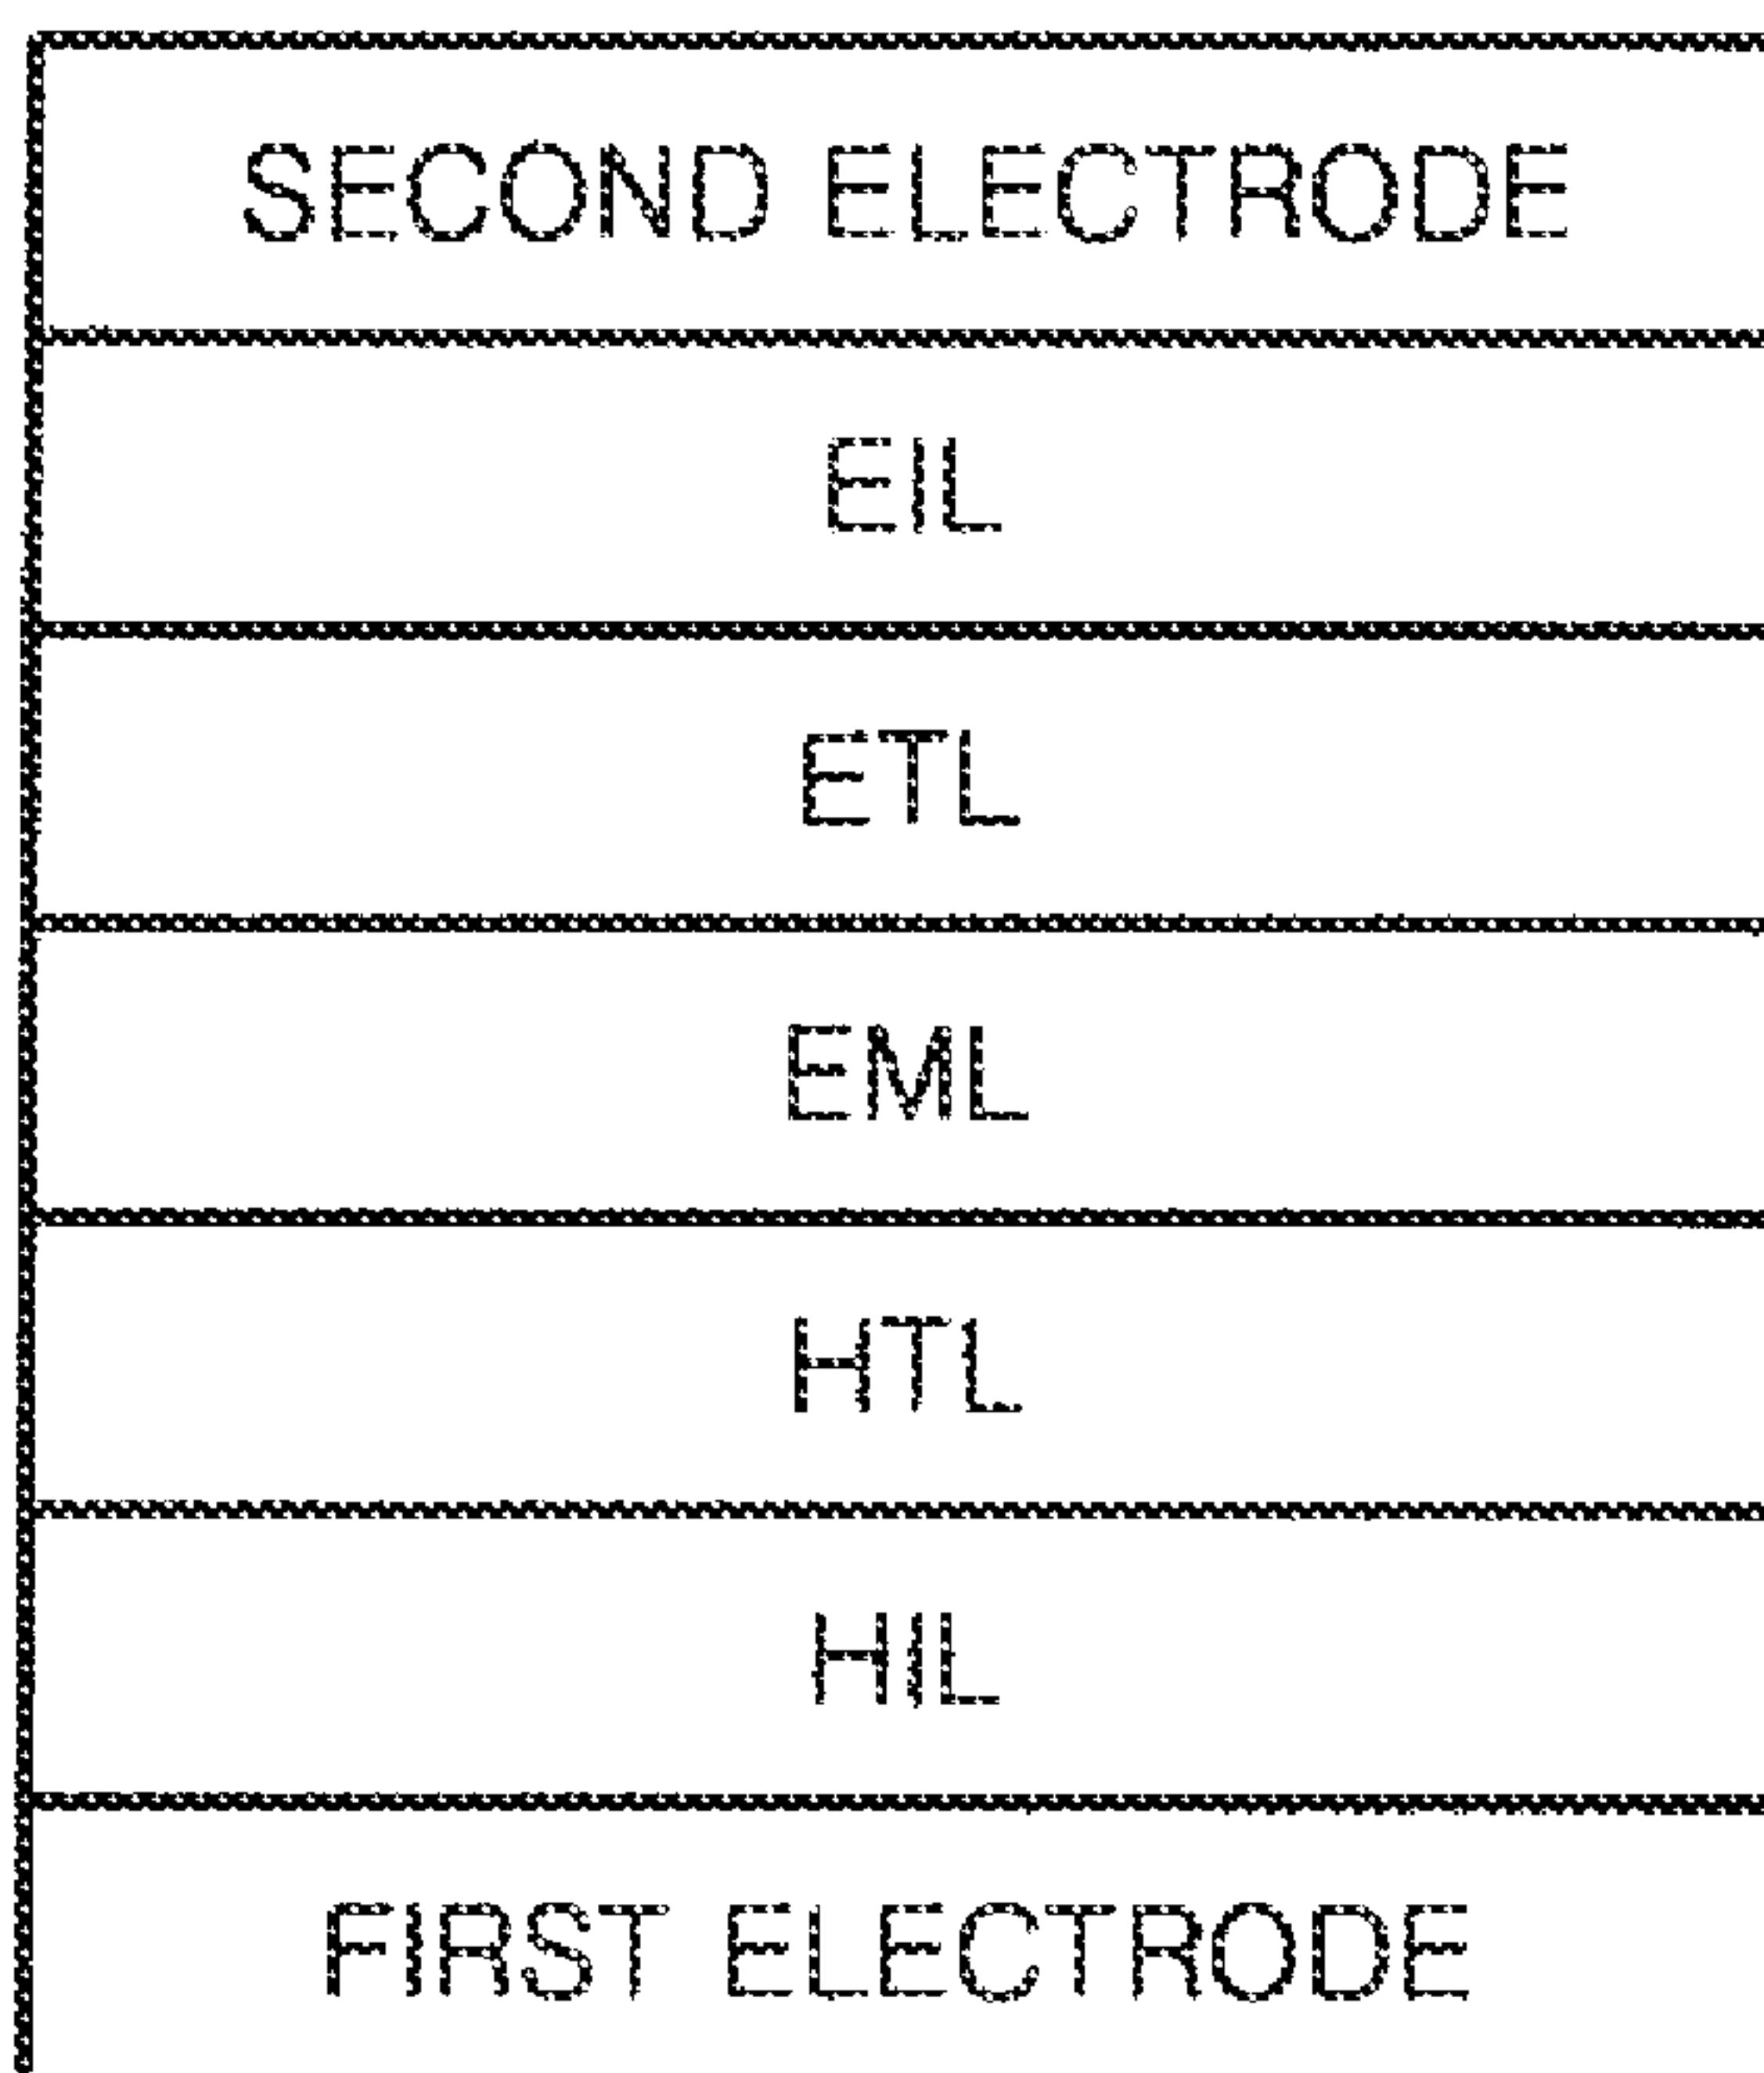 SECOND ELECTRODE
EIL
ETL
EML
HTL
HIL
FIRST ELECTRODE